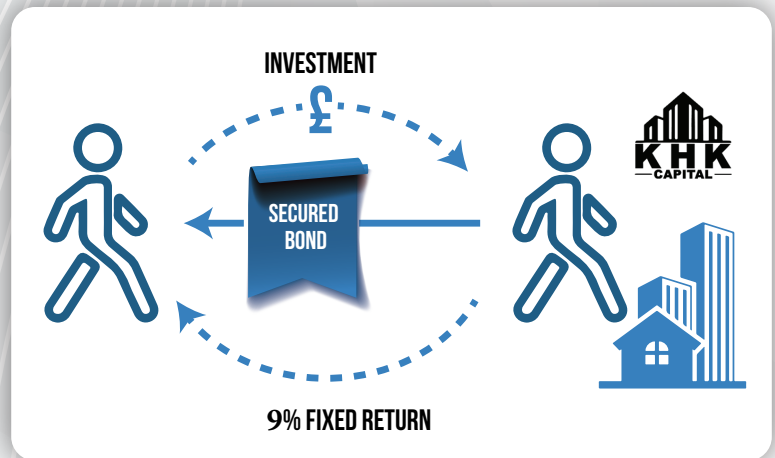 INVESTMENT
£
KHK
CAPITAL
SECURED
BOND
9% FIXED RETURN